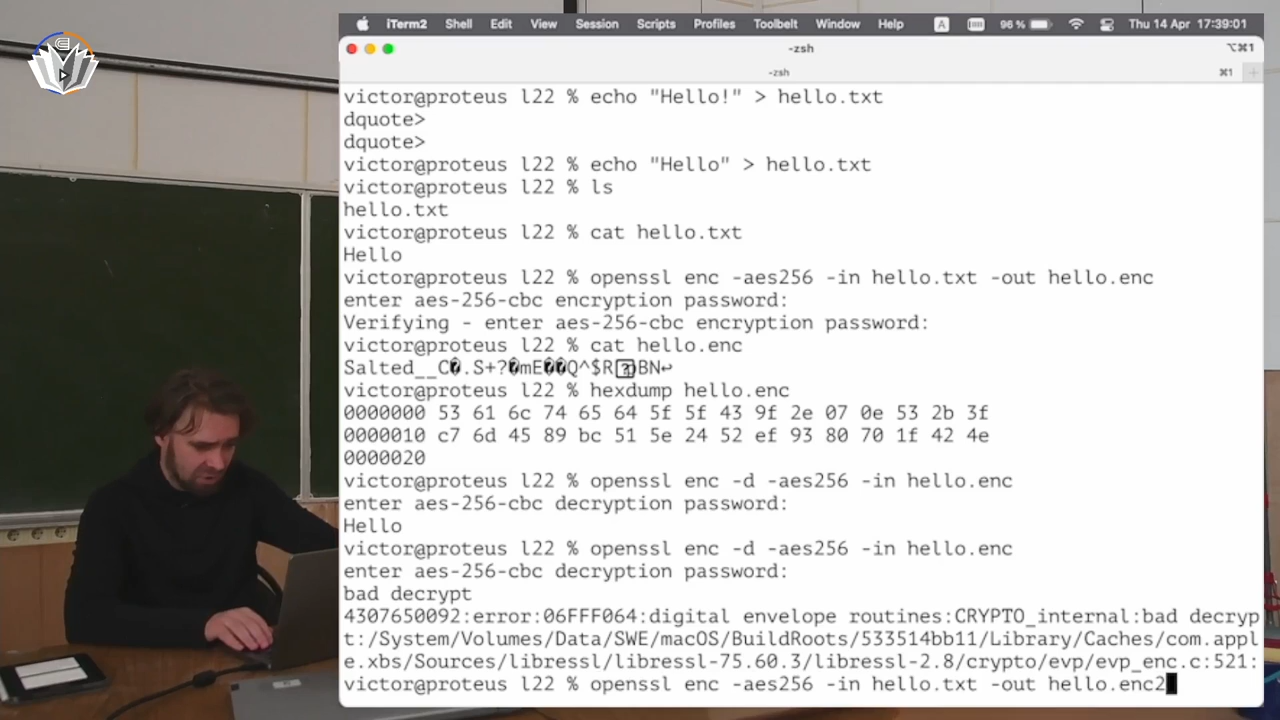 iTerm2 Shell Edit View Session Scripts Profiles Toolbelt Window Help A 96 % Thu 14 Apr 17:39:01
-zsh ⌥⌘1
-zsh ⌘1
victor@proteus l22 % echo "Hello!" > hello.txt
dquote>
dquote>
victor@proteus l22 % echo "Hello" > hello.txt
victor@proteus l22 % ls
hello.txt
victor@proteus l22 % cat hello.txt
Hello
victor@proteus l22 % openssl enc -aes256 -in hello.txt -out hello.enc
enter aes-256-cbc encryption password:
Verifying - enter aes-256-cbc encryption password:
victor@proteus l22 % cat hello.enc
Salted__C�.S+?�mE��Q^$R BN↩
victor@proteus l22 % hexdump hello.enc
0000000 53 61 6c 74 65 64 5f 5f 43 9f 2e 07 0e 53 2b 3f
0000010 c7 6d 45 89 bc 51 5e 24 52 ef 93 80 70 1f 42 4e
0000020
victor@proteus l22 % openssl enc -d -aes256 -in hello.enc
enter aes-256-cbc decryption password:
Hello
victor@proteus l22 % openssl enc -d -aes256 -in hello.enc
enter aes-256-cbc decryption password:
bad decrypt
4307650092:error:06FFF064:digital envelope routines:CRYPTO_internal:bad decryp
t:/System/Volumes/Data/SWE/macOS/BuildRoots/533514bb11/Library/Caches/com.appl
e.xbs/Sources/libressl/libressl-75.60.3/libressl-2.8/crypto/evp/evp_enc.c:521:
victor@proteus l22 % openssl enc -aes256 -in hello.txt -out hello.enc2